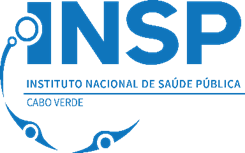 INSP
INSTITUTO NACIONAL DE SAÚDE PÚBLICA
CABO VERDE